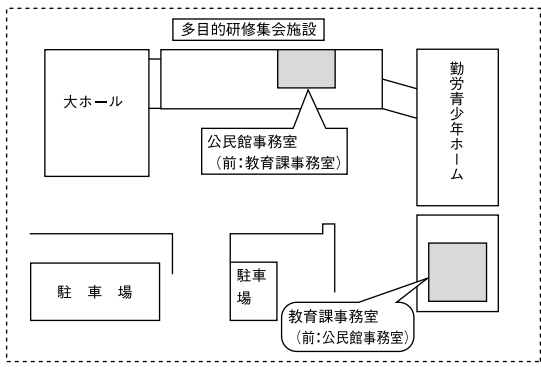 多目的研修集会施設
大ホール
勤労青少年ホーム
公民館事務室
（前：教育課事務室）
駐車場
駐車
場
教育課事務室
（前：公民館事務室）